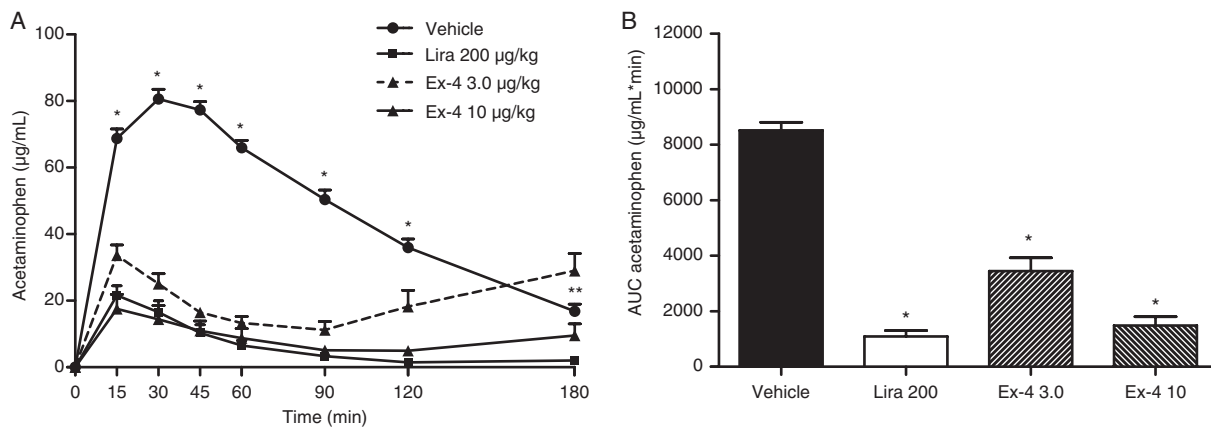 A
Acetaminophen (µg/mL)
100
80
60
40
20
0
0 15 30 45 60 90 120 180
Time (min)
Vehicle
Lira 200 µg/kg
Ex-4 3.0 µg/kg
Ex-4 10 µg/kg
*
*
*
*
*
*
**
B
AUC acetaminophen (µg/mL*min)
12000
10000
8000
6000
4000
2000
0
*
*
*
Vehicle Lira 200 Ex-4 3.0 Ex-4 10